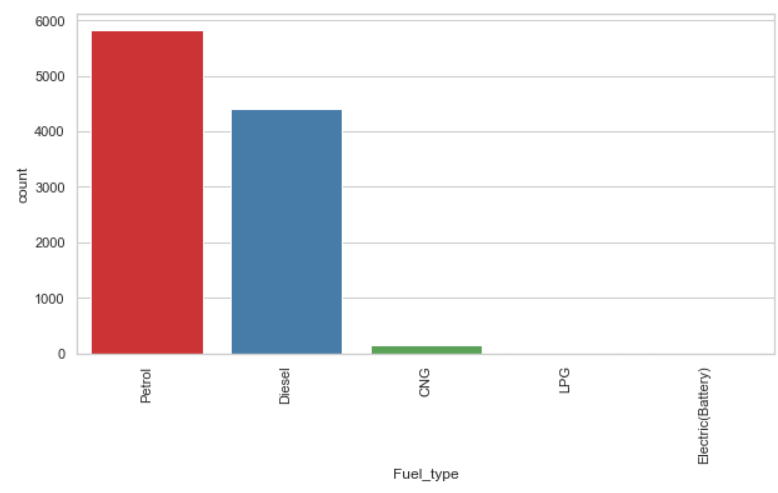 6000
5000
4000
3000
2000
1000
0
count
Petrol
Diesel
CNG
LPG
Electric(Battery)
Fuel_type